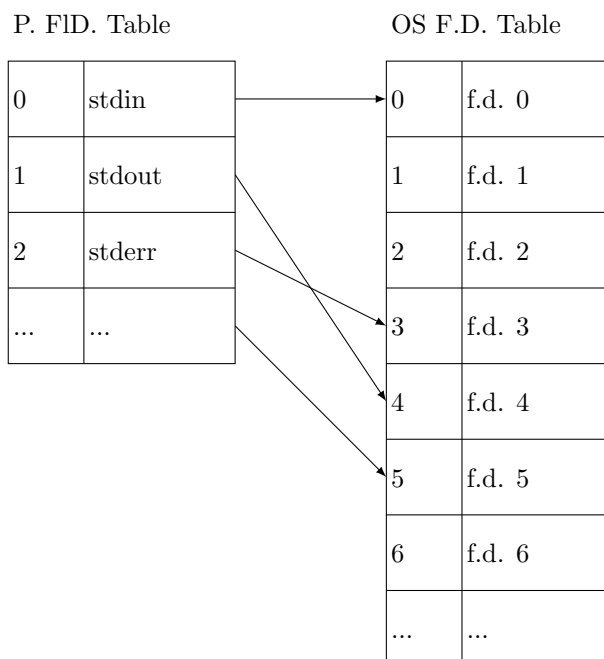 P. FlD. Table
0 stdin
1 stdout
2 stderr
... ...
OS F.D. Table
0 f.d. 0
1 f.d. 1
2 f.d. 2
3 f.d. 3
4 f.d. 4
5 f.d. 5
6 f.d. 6
... ...